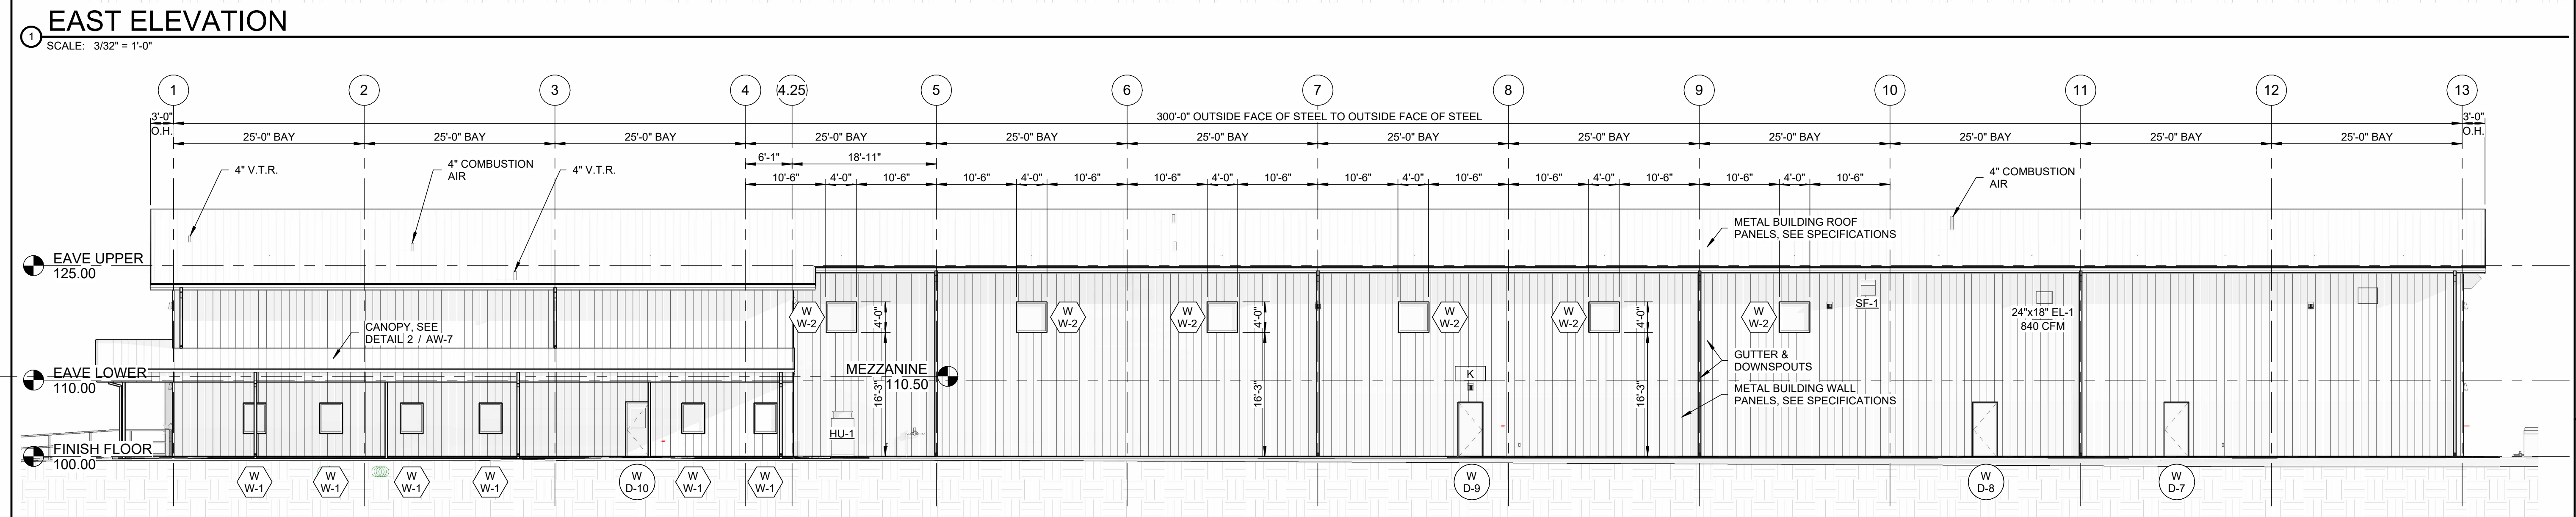 EAST ELEVATION
1
SCALE: 3/32" = 1'-0"
1 2 3 4 4.25 5 6 7 8 9 10 11 12 13
3'-0"
O.H.
300'-0" OUTSIDE FACE OF STEEL TO OUTSIDE FACE OF STEEL
3'-0"
O.H.
25'-0" BAY 25'-0" BAY 25'-0" BAY 25'-0" BAY 25'-0" BAY 25'-0" BAY 25'-0" BAY 25'-0" BAY 25'-0" BAY 25'-0" BAY 25'-0" BAY 25'-0" BAY
6'-1" 18'-11"
4" V.T.R.
4" COMBUSTION
AIR
4" V.T.R.
10'-6" 4'-0" 10'-6" 10'-6" 4'-0" 10'-6" 10'-6" 4'-0" 10'-6" 10'-6" 4'-0" 10'-6" 10'-6" 4'-0" 10'-6" 10'-6" 4'-0" 10'-6"
4" COMBUSTION
AIR
METAL BUILDING ROOF
PANELS, SEE SPECIFICATIONS
EAVE UPPER
125.00
W
W-2
4'-0"
W
W-2
W
W-2
4'-0"
W
W-2
W
W-2
4'-0"
W
W-2
SF-1
24"x18" EL-1
840 CFM
CANOPY, SEE
DETAIL 2 / AW-7
GUTTER &
DOWNSPOUTS
EAVE LOWER
110.00
MEZZANINE
110.50
K
16'-3"
16'-3"
16'-3"
METAL BUILDING WALL
PANELS, SEE SPECIFICATIONS
HU-1
FINISH FLOOR
100.00
W
W-1
W
W-1
W
W-1
W
W-1
W
D-10
W
W-1
W
W-1
W
D-9
W
D-8
W
D-7